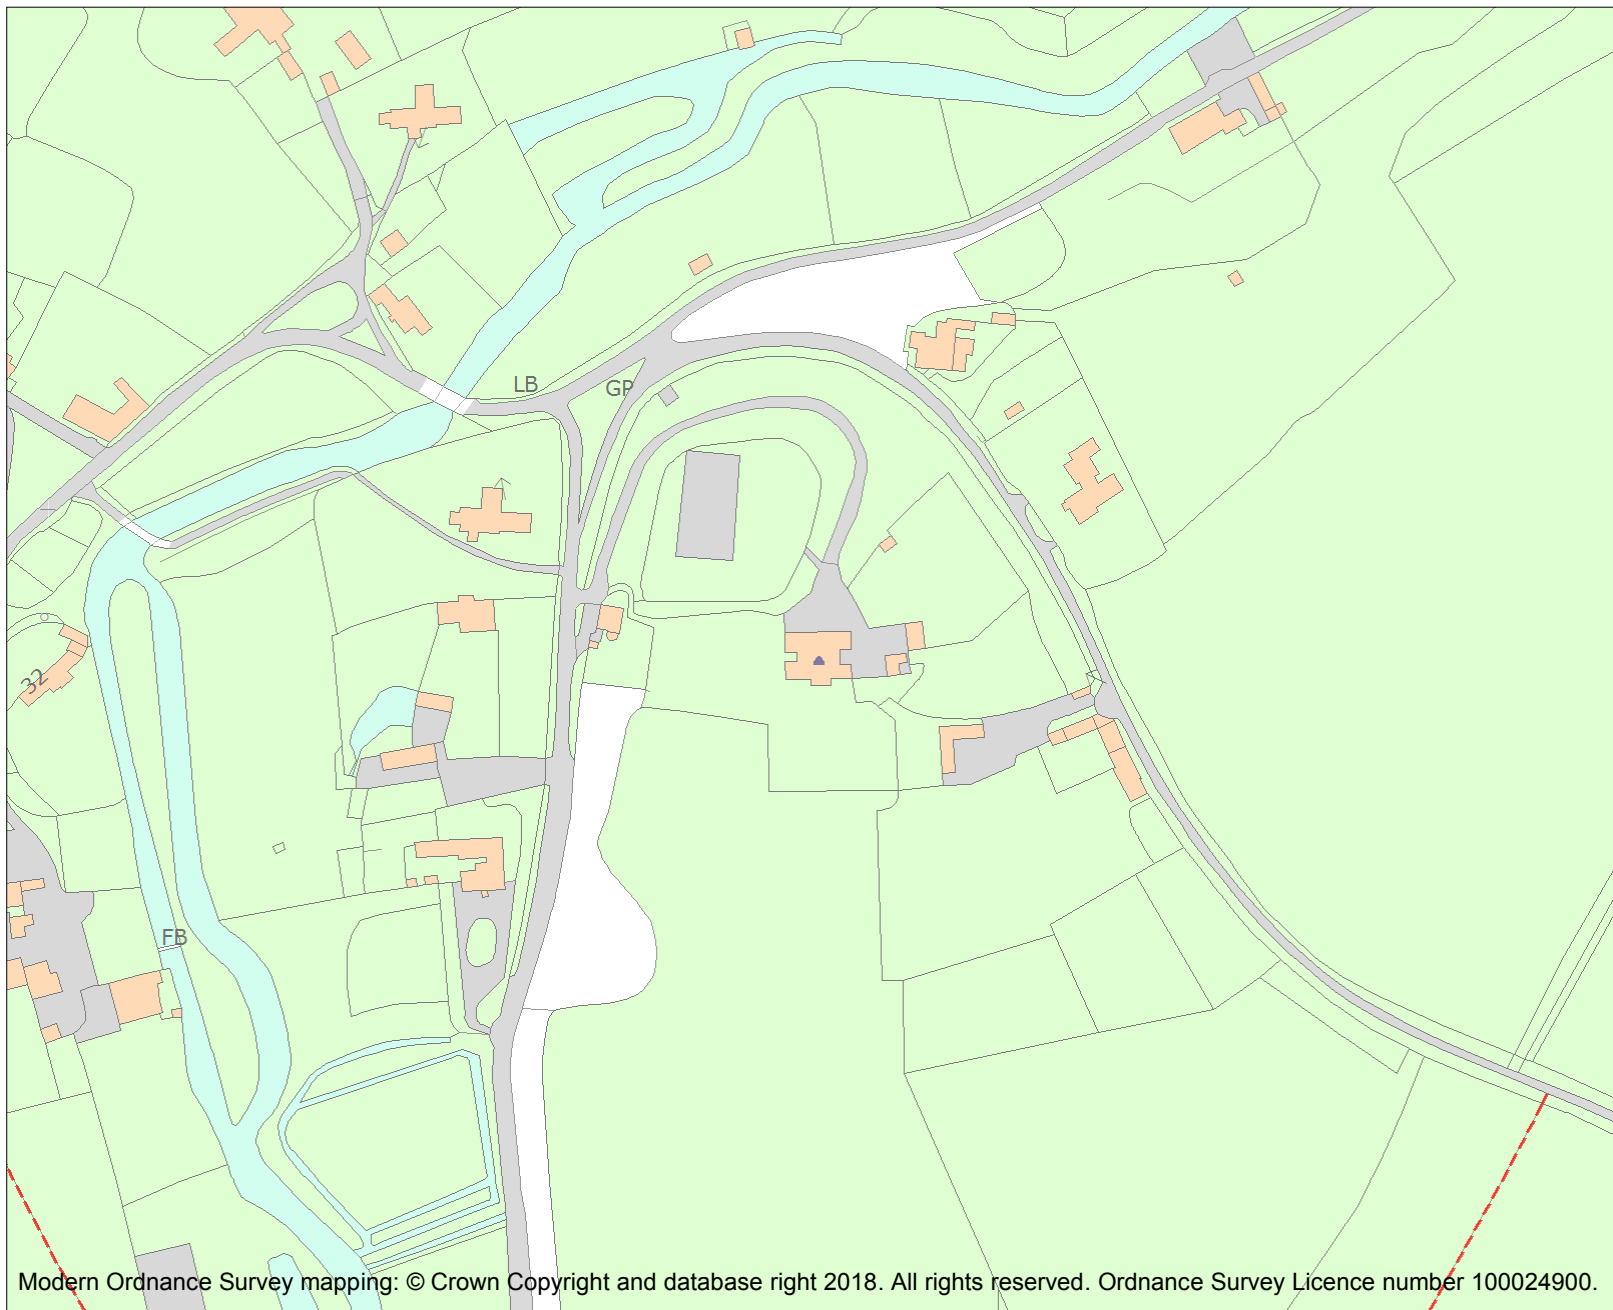 LB
GP
32
FB
Modern Ordnance Survey mapping: © Crown Copyright and database right 2018. All rights reserved. Ordnance Survey Licence number 100024900.